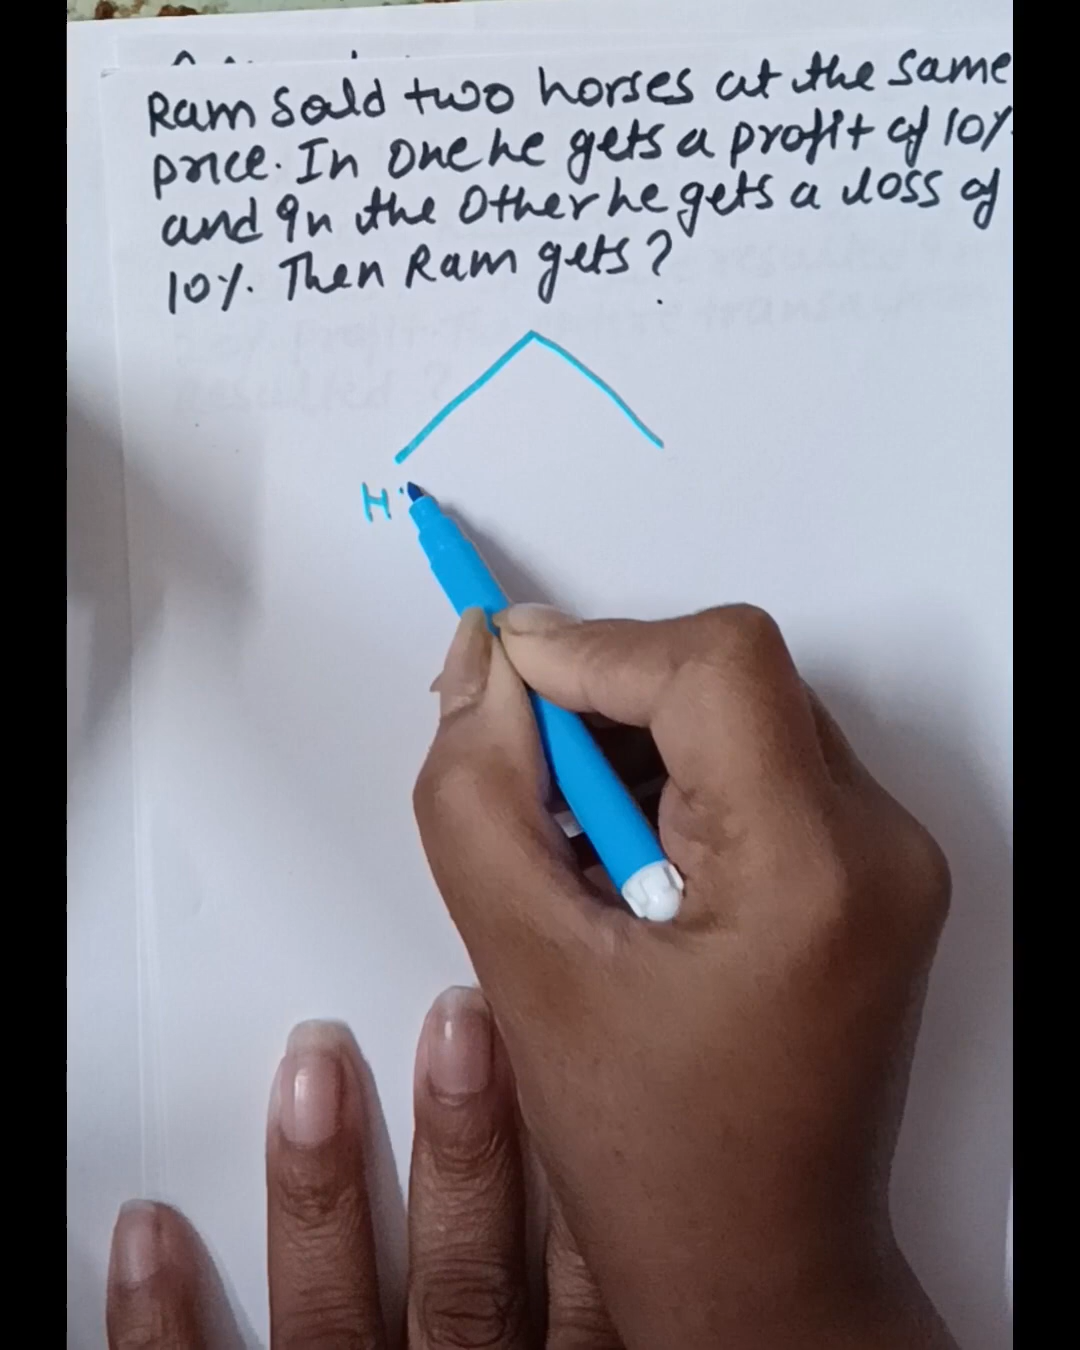 Ram Sold two horses at the same
price. In one he gets a profit of 10%
and in the other he gets a loss of
10%. Then Ram gets?
H